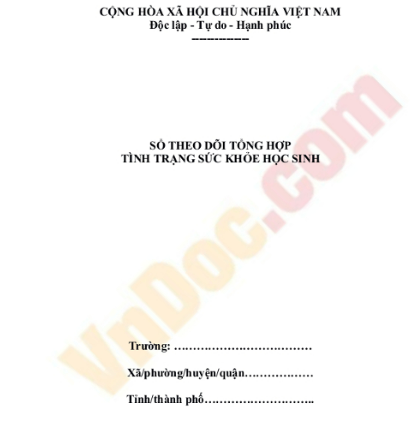 CỘNG HÒA XÃ HỘI CHỦ NGHĨA VIỆT NAM
Độc lập - Tự do - Hạnh phúc
---------------
SỔ THEO DÕI TỔNG HỢP
TÌNH TRẠNG SỨC KHỎE HỌC SINH
VnDoc.com
Trường: ………………………………
Xã/phường/huyện/quận………………
Tỉnh/thành phố………………………..